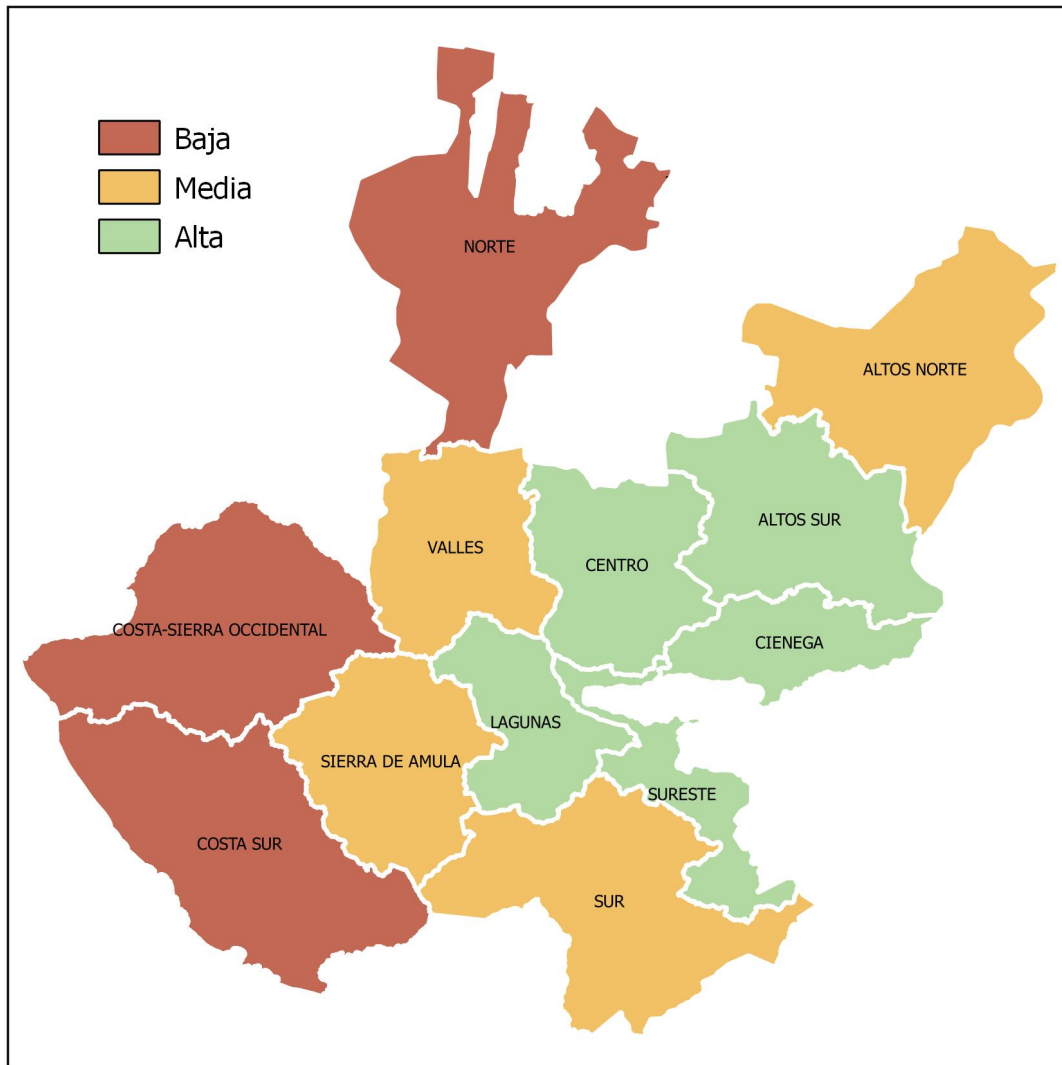 Baja
Media
Alta
NORTE
ALTOS NORTE
ALTOS SUR
VALLES
CENTRO
COSTA-SIERRA OCCIDENTAL
CIENEGA
LAGUNAS
SIERRA DE AMULA
SURESTE
COSTA SUR
SUR